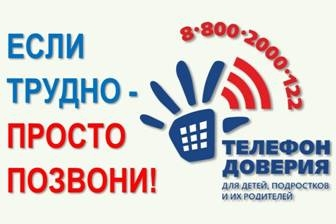 ЕСЛИ
ТРУДНО -
ПРОСТО
ПОЗВОНИ!
8-800-2000-122
ТЕЛЕФОН
ДОВЕРИЯ
ДЛЯ ДЕТЕЙ, ПОДРОСТКОВ
И ИХ РОДИТЕЛЕЙ